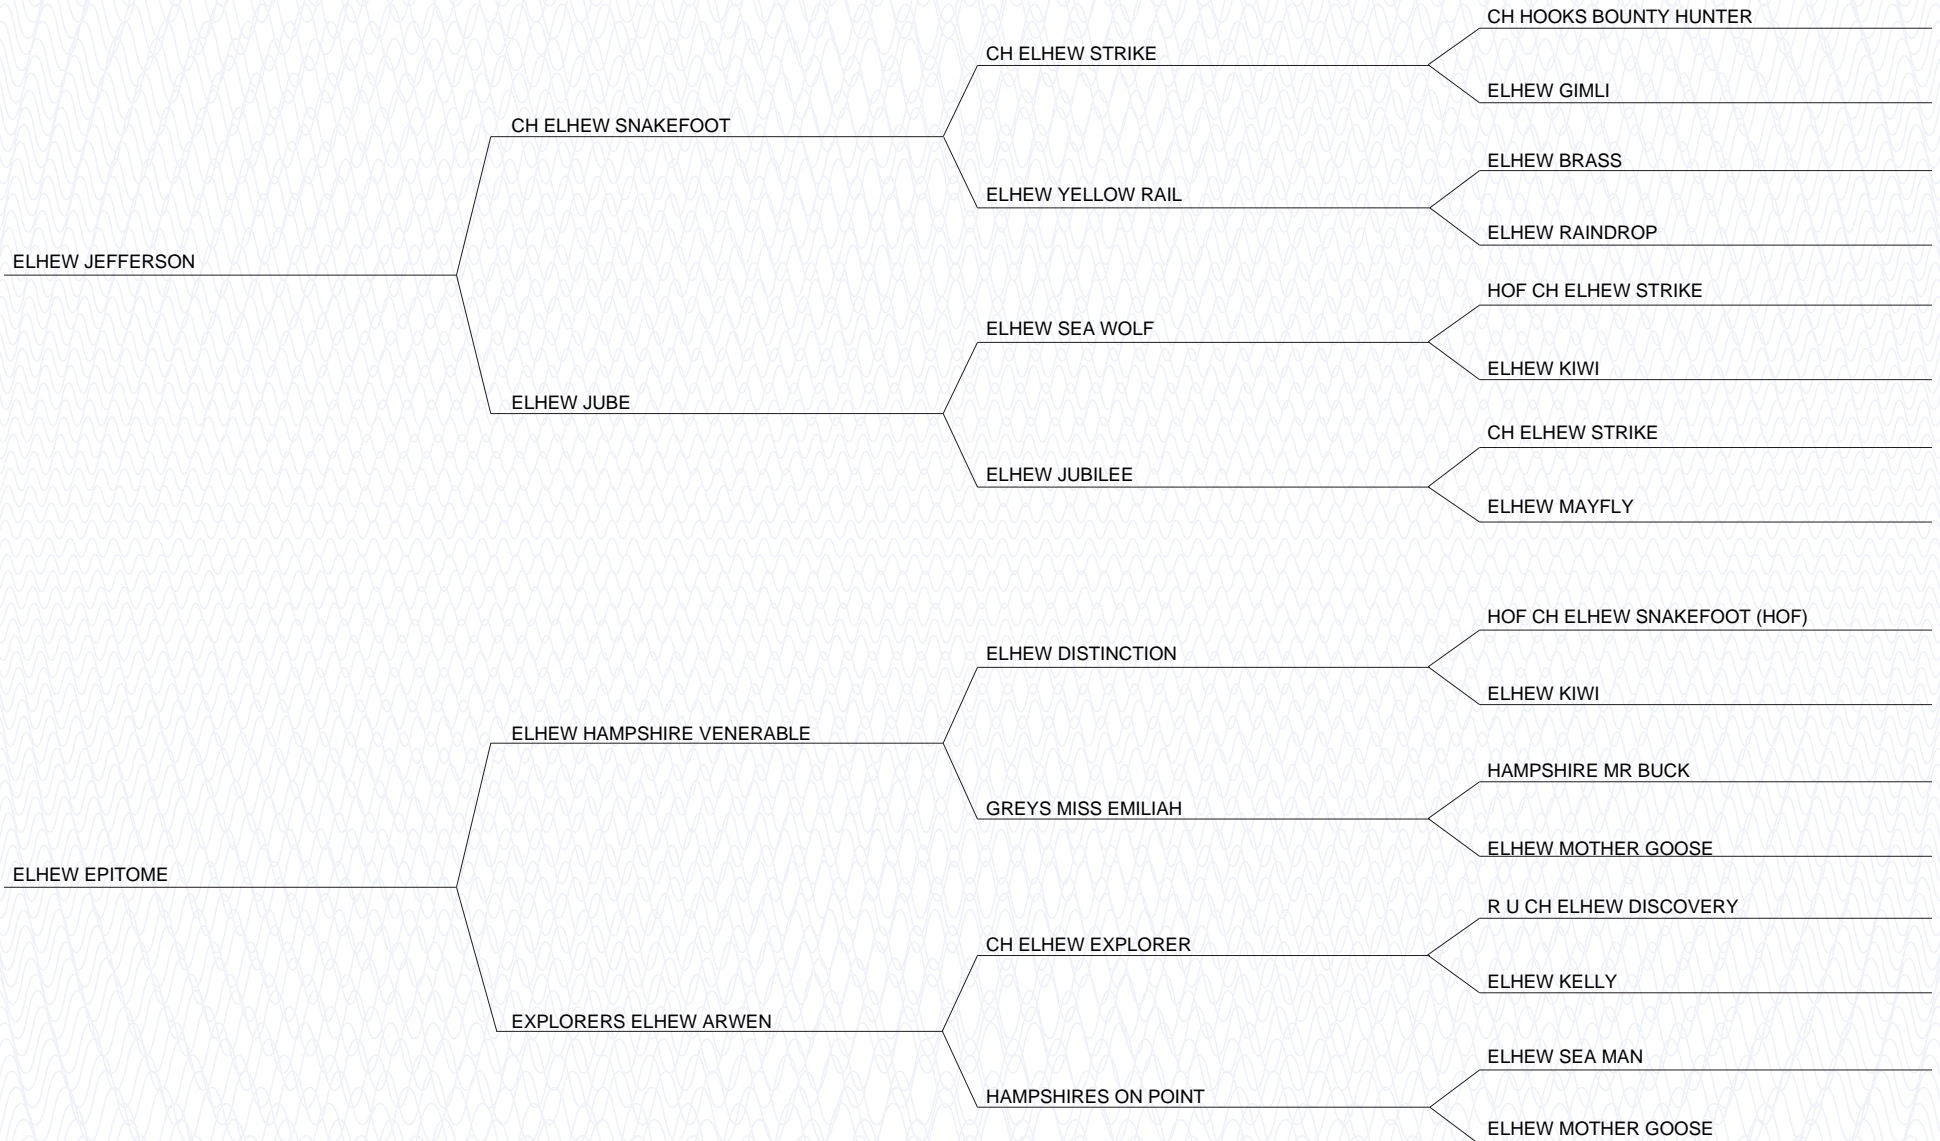 CH HOOKS BOUNTY HUNTER
CH ELHEW STRIKE
ELHEW GIMLI
CH ELHEW SNAKEFOOT
ELHEW BRASS
ELHEW YELLOW RAIL
ELHEW RAINDROP
ELHEW JEFFERSON
HOF CH ELHEW STRIKE
ELHEW SEA WOLF
ELHEW KIWI
ELHEW JUBE
CH ELHEW STRIKE
ELHEW JUBILEE
ELHEW MAYFLY
HOF CH ELHEW SNAKEFOOT (HOF)
ELHEW DISTINCTION
ELHEW KIWI
ELHEW HAMPSHIRE VENERABLE
HAMPSHIRE MR BUCK
GREYS MISS EMILIAH
ELHEW MOTHER GOOSE
ELHEW EPITOME
R U CH ELHEW DISCOVERY
CH ELHEW EXPLORER
ELHEW KELLY
EXPLORERS ELHEW ARWEN
ELHEW SEA MAN
HAMPSHIRES ON POINT
ELHEW MOTHER GOOSE